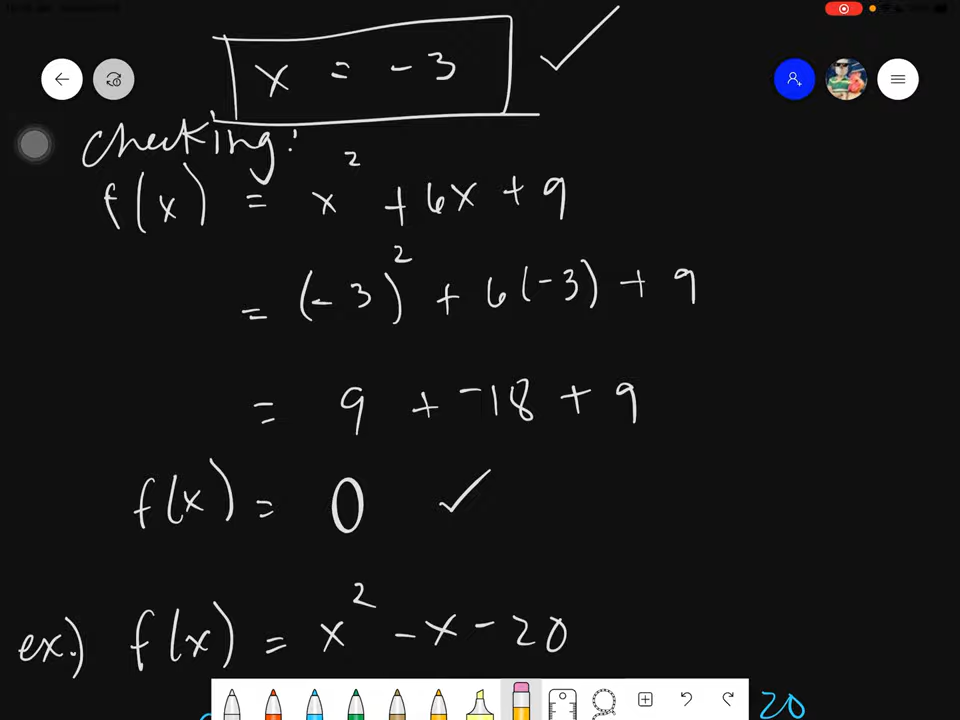 x = -3 ✓
checking:
f(x) = x² + 6x + 9
= (-3)² + 6(-3) + 9
= 9 + -18 + 9
f(x) = 0 ✓
ex.) f(x) = x² - x - 20
20